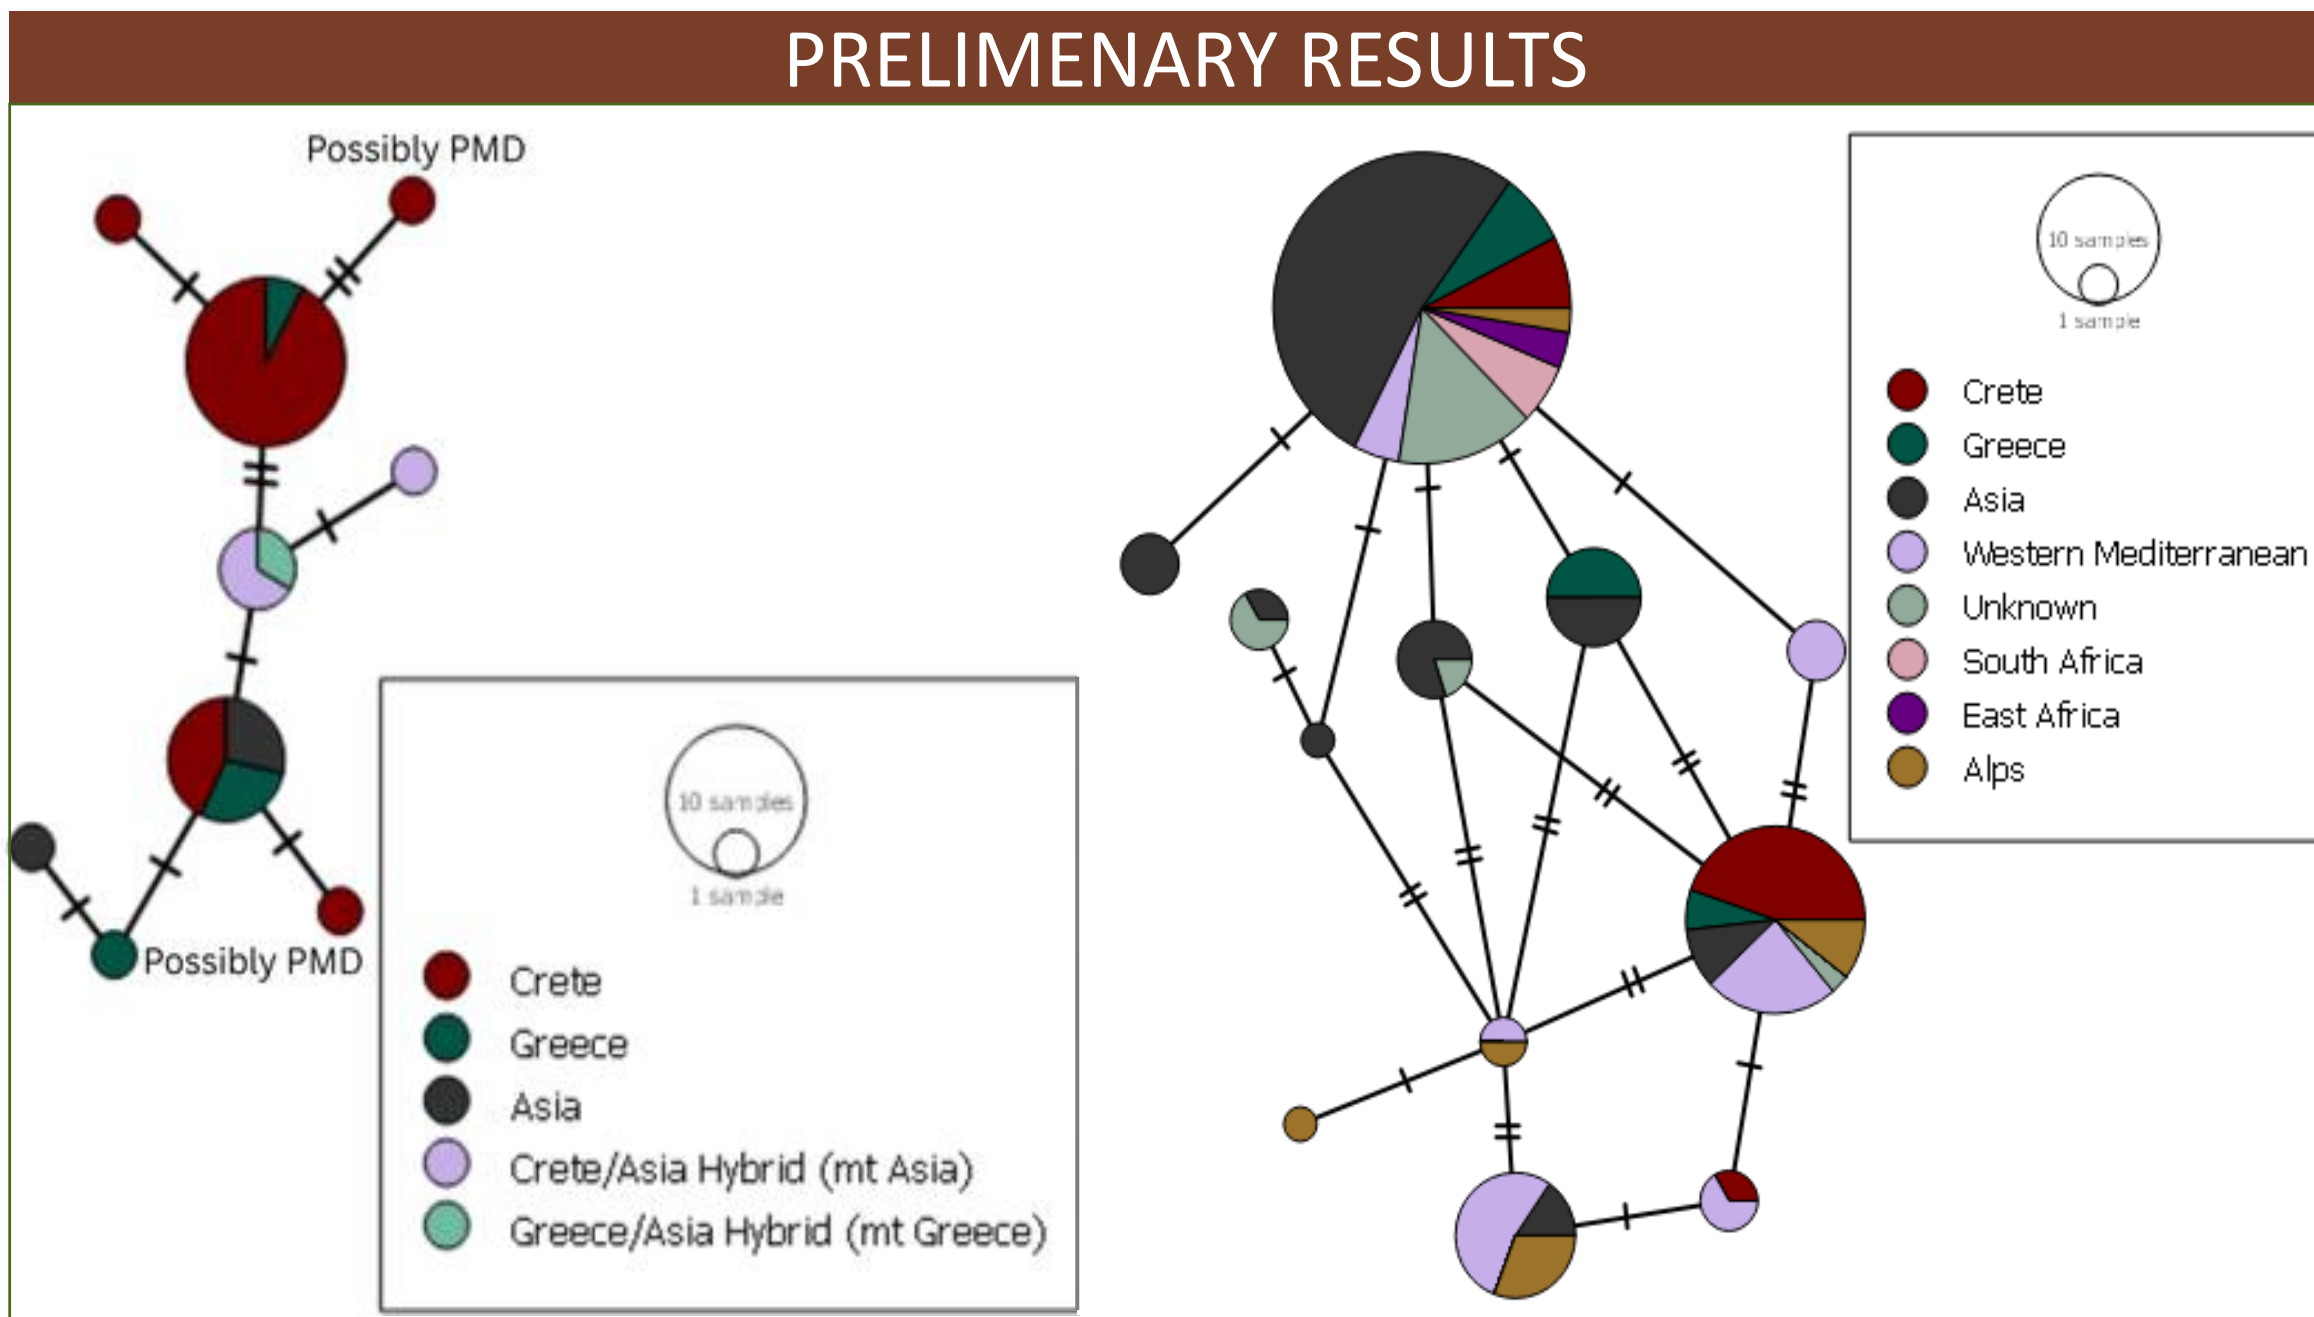 PRELIMENARY RESULTS
Possibly PMD
Possibly PMD
10 samples
1 sample
Crete
Greece
Asia
Crete/Asia Hybrid (mt Asia)
Greece/Asia Hybrid (mt Greece)
10 samples
1 sample
Crete
Greece
Asia
Western Mediterranean
Unknown
South Africa
East Africa
Alps